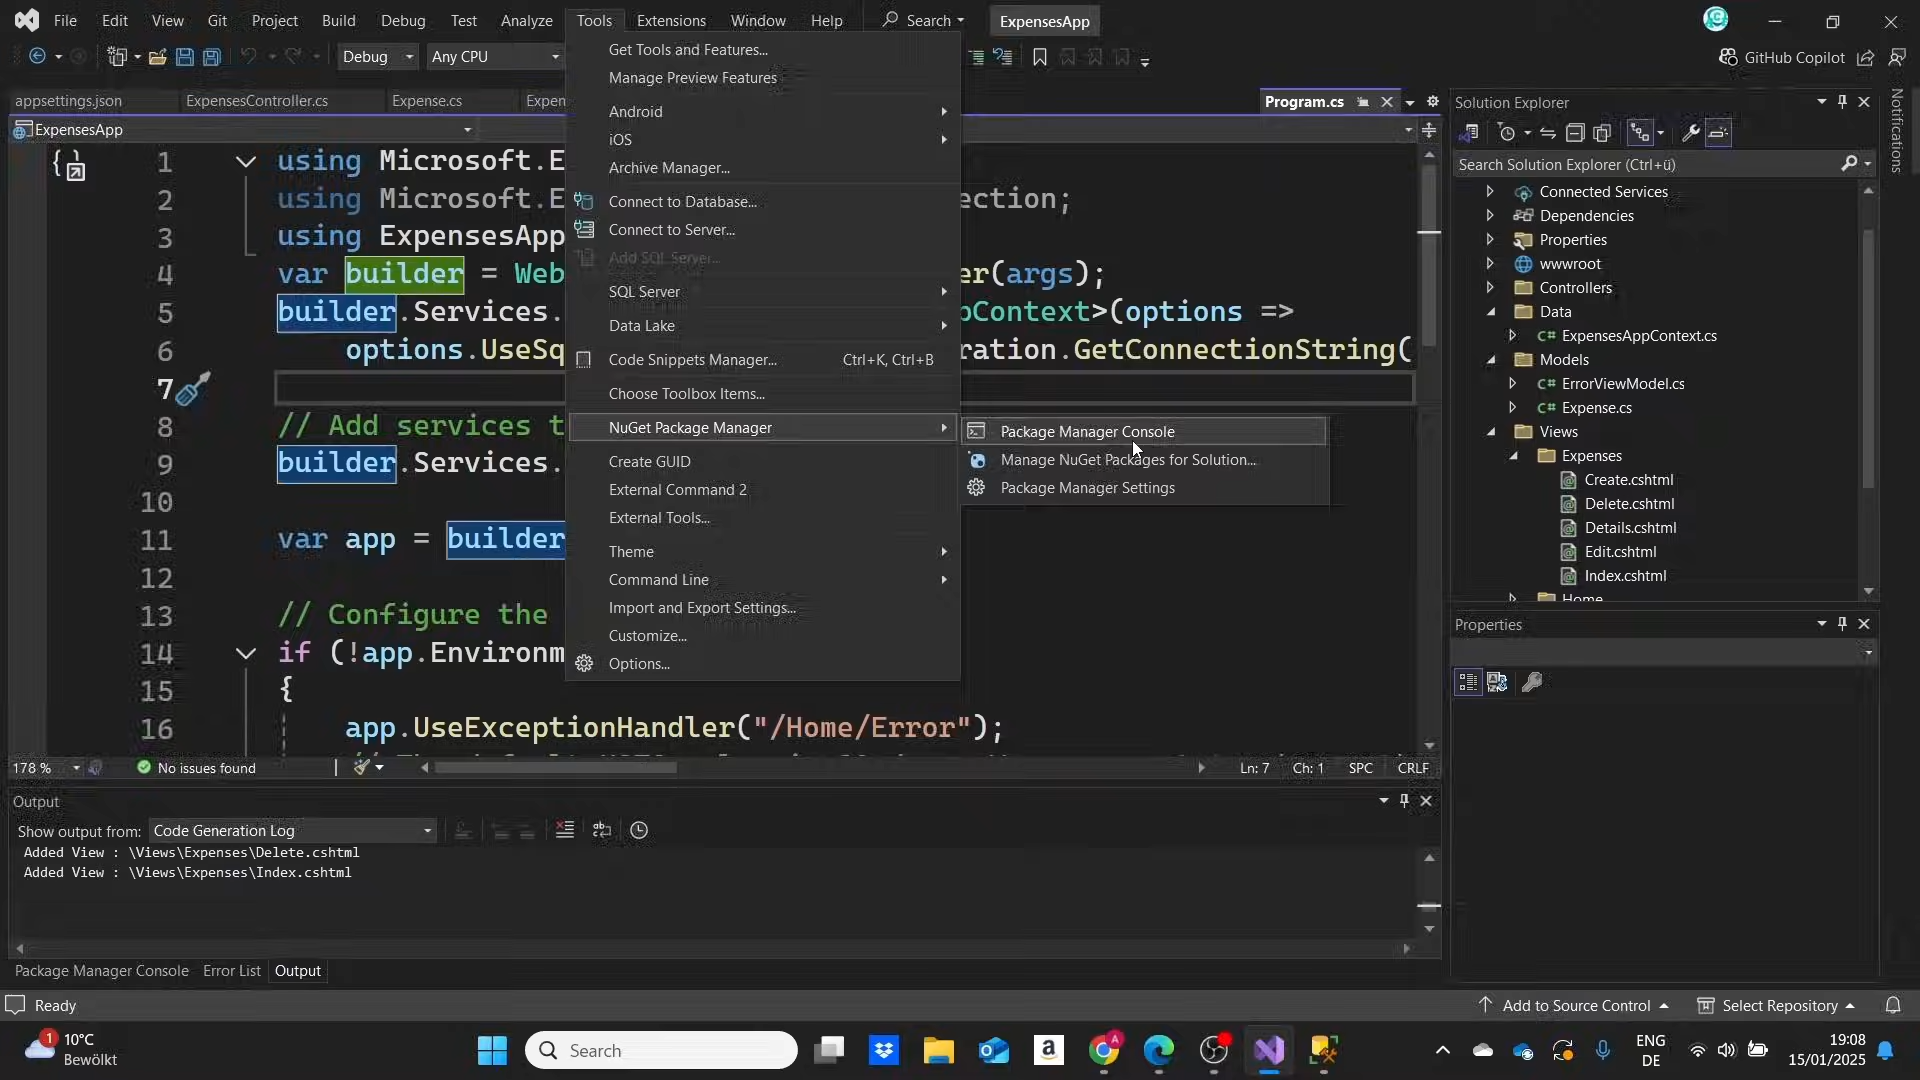 File Edit View Git Project Build Debug Test Analyze Tools Extensions Window Help Search ExpensesApp
Debug Any CPU GitHub Copilot
appsettings.json ExpensesController.cs Expense.cs Expen Program.cs
ExpensesApp
1 using Microsoft.E
2 using Microsoft.E ection;
3 using ExpensesApp
4 var builder = Web er(args);
5 builder.Services. Context>(options =>
6 options.UseSq ration.GetConnectionString(
7
8 // Add services t
9 builder.Services.
10
11 var app = builder
12
13 // Configure the
14 if (!app.Environm
15 {
16 app.UseExceptionHandler("/Home/Error");
Get Tools and Features...
Manage Preview Features
Android
iOS
Archive Manager...
Connect to Database...
Connect to Server...
Add SQL Server...
SQL Server
Data Lake
Code Snippets Manager... Ctrl+K, Ctrl+B
Choose Toolbox Items...
NuGet Package Manager
Create GUID
External Command 2
External Tools...
Theme
Command Line
Import and Export Settings...
Customize...
Options...
Package Manager Console
Manage NuGet Packages for Solution...
Package Manager Settings
178 % No issues found Ln: 7 Ch: 1 SPC CRLF
Output
Show output from: Code Generation Log
Added View : \Views\Expenses\Delete.cshtml
Added View : \Views\Expenses\Index.cshtml
Package Manager Console Error List Output
Solution Explorer
Search Solution Explorer (Ctrl+ü)
Connected Services
Dependencies
Properties
wwwroot
Controllers
Data
C# ExpensesAppContext.cs
Models
C# ErrorViewModel.cs
C# Expense.cs
Views
Expenses
Create.cshtml
Delete.cshtml
Details.cshtml
Edit.cshtml
Index.cshtml
Home
Properties
Notifications
Ready Add to Source Control Select Repository
1 10°C
Bewölkt
Search
ENG
DE
19:08
15/01/2025